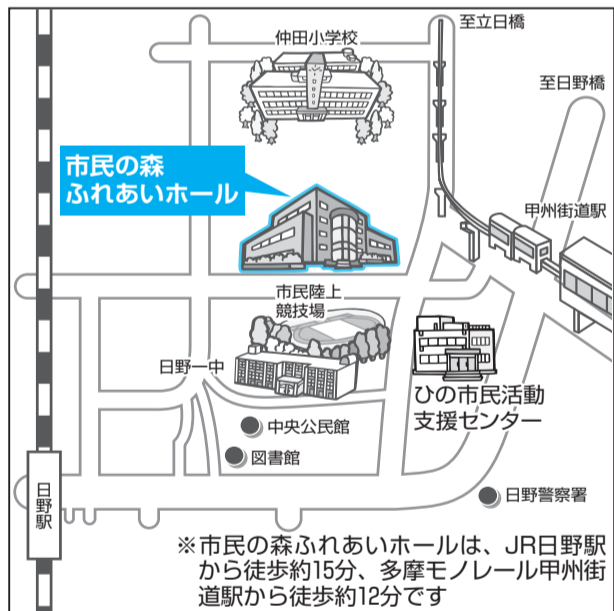 仲田小学校
至立日橋
至日野橋
市民の森
ふれあいホール
甲州街道駅
市民陸上
競技場
日野一中
ひの市民活動
支援センター
中央公民館
図書館
日野駅
日野警察署
※市民の森ふれあいホールは、JR日野駅
から徒歩約15分、多摩モノレール甲州街
道駅から徒歩約12分です